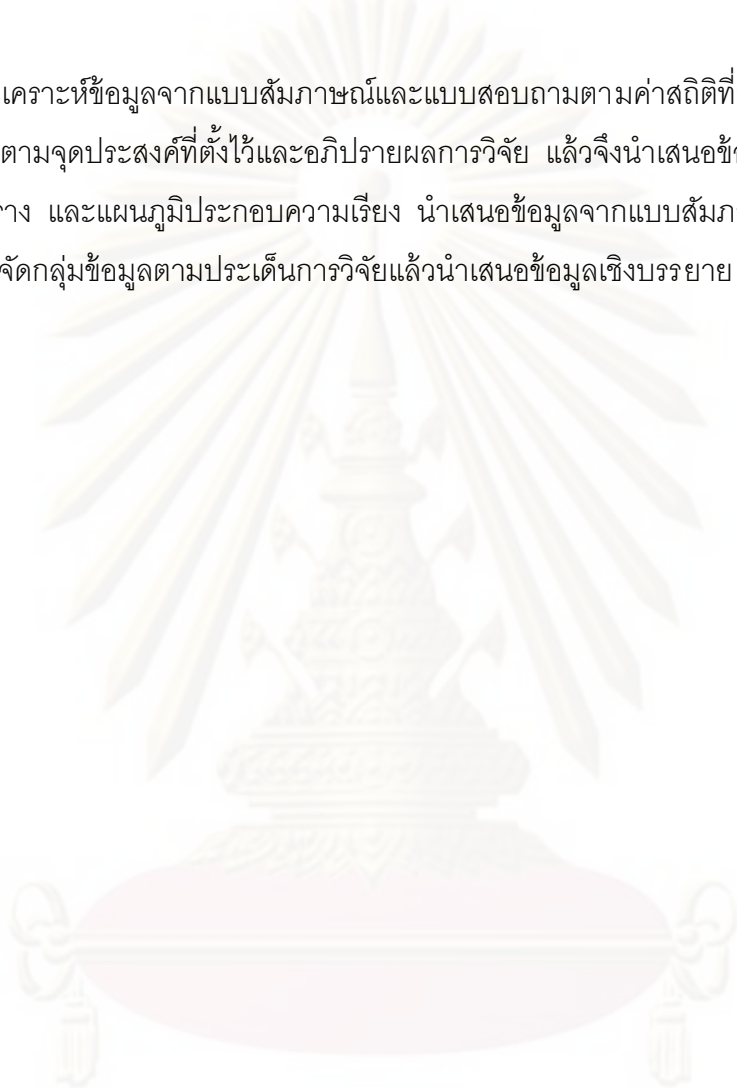 เคราะห์ข้อมูลจากแบบสัมภาษณ์และแบบสอบถามตามค่าสถิติที่
ตามจุดประสงค์ที่ตั้งไว้และอภิปรายผลการวิจัย แล้วจึงนำเสนอข้
ราง และแผนภูมิประกอบความเรียง นำเสนอข้อมูลจากแบบสัมภา
จัดกลุ่มข้อมูลตามประเด็นการวิจัยแล้วนำเสนอข้อมูลเชิงบรรยาย